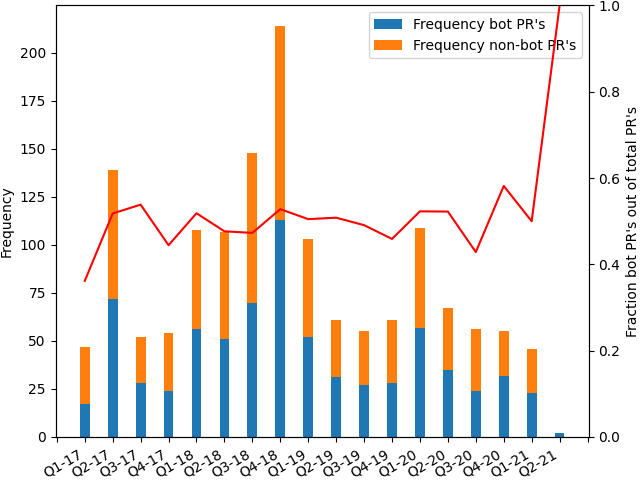 Frequency bot PR's
Frequency non-bot PR's
Frequency
200
175
150
125
100
75
50
25
0
1.0
0.8
0.6
0.4
0.2
0.0
Fraction bot PR's out of total PR's
Q1-17
Q2-17
Q3-17
Q4-17
Q1-18
Q2-18
Q3-18
Q4-18
Q1-19
Q2-19
Q3-19
Q4-19
Q1-20
Q2-20
Q3-20
Q4-20
Q1-21
Q2-21